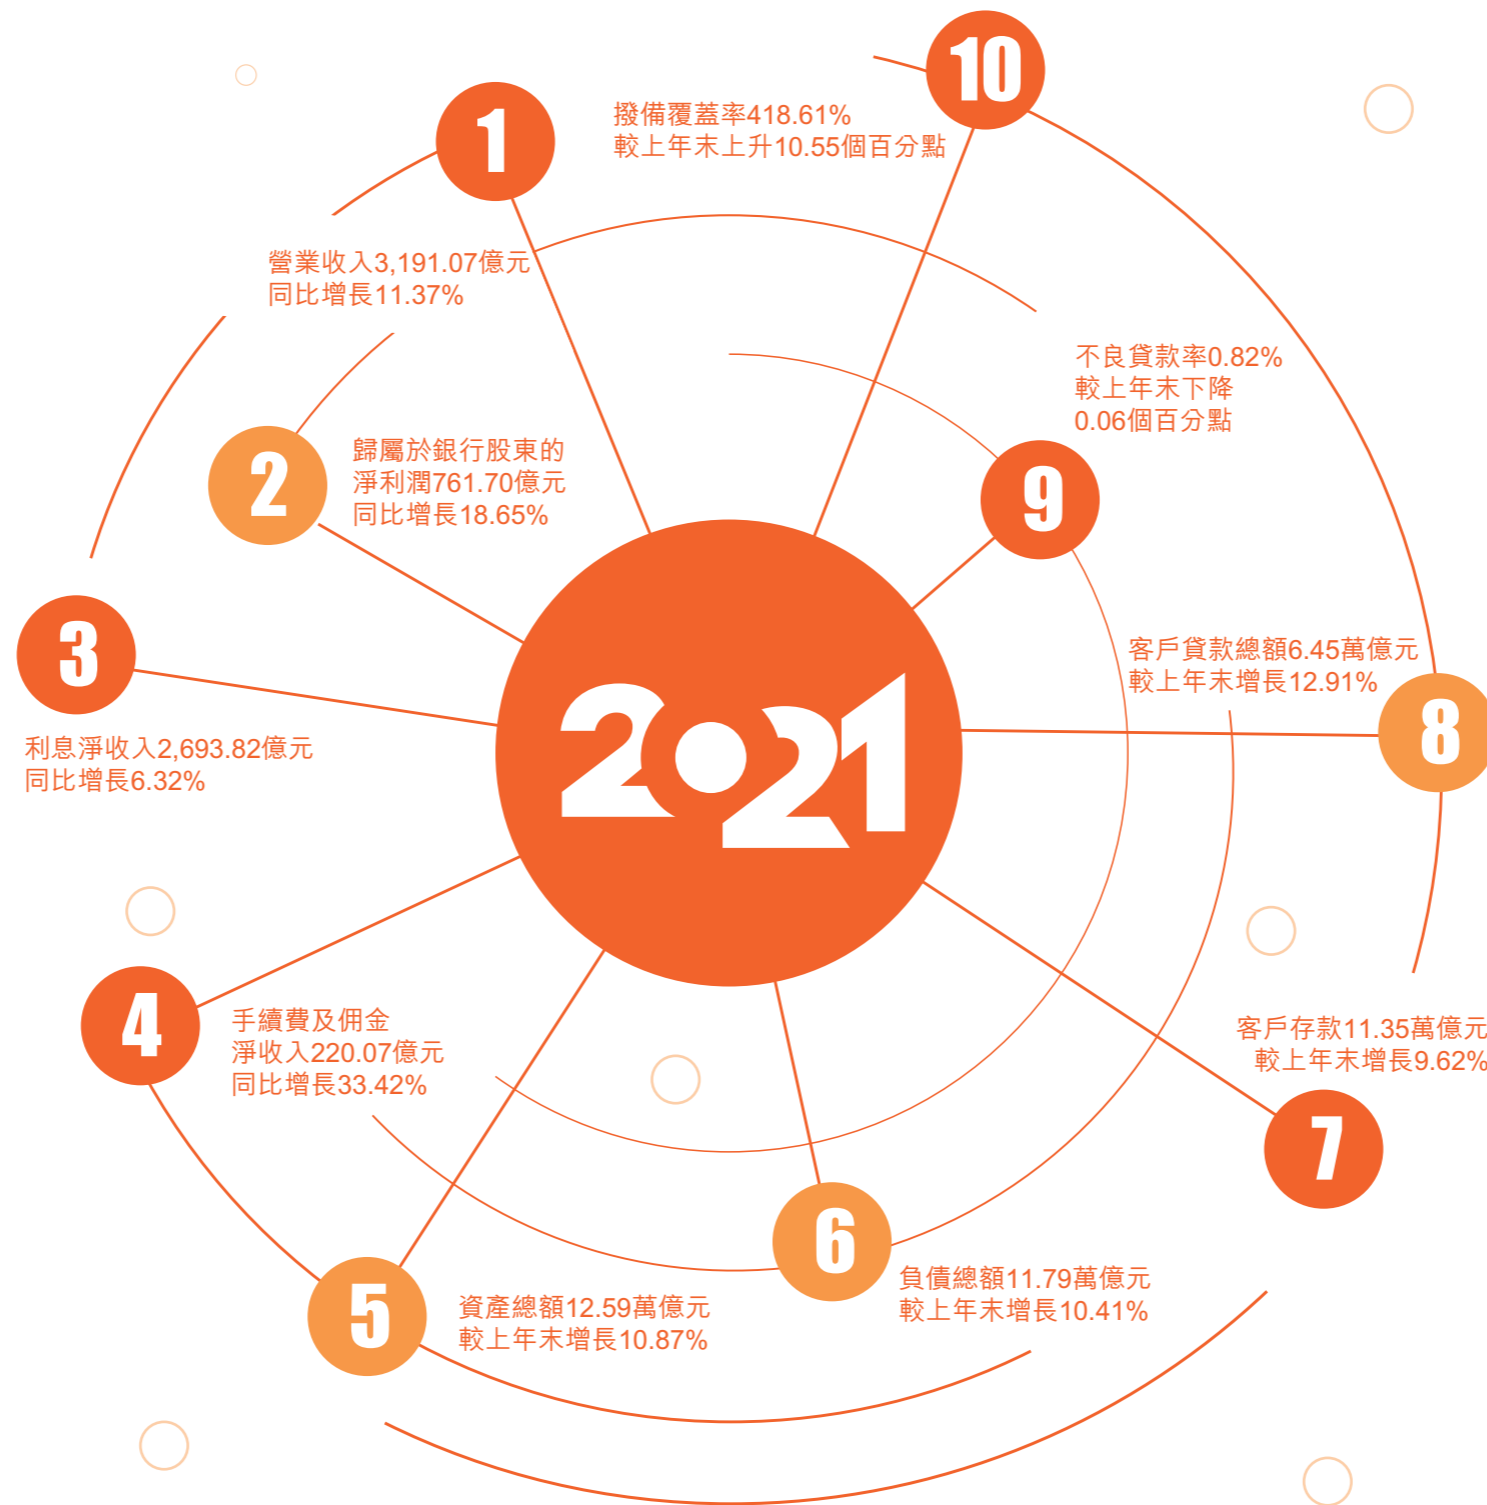 2021
1
營業收入3,191.07億元
同比增長11.37%
2
歸屬於銀行股東的
淨利潤761.70億元
同比增長18.65%
3
利息淨收入2,693.82億元
同比增長6.32%
4
手續費及佣金
淨收入220.07億元
同比增長33.42%
5
資產總額12.59萬億元
較上年末增長10.87%
6
負債總額11.79萬億元
較上年末增長10.41%
7
客戶存款11.35萬億元
較上年末增長9.62%
8
客戶貸款總額6.45萬億元
較上年末增長12.91%
9
不良貸款率0.82%
較上年末下降
0.06個百分點
10
撥備覆蓋率418.61%
較上年末上升10.55個百分點